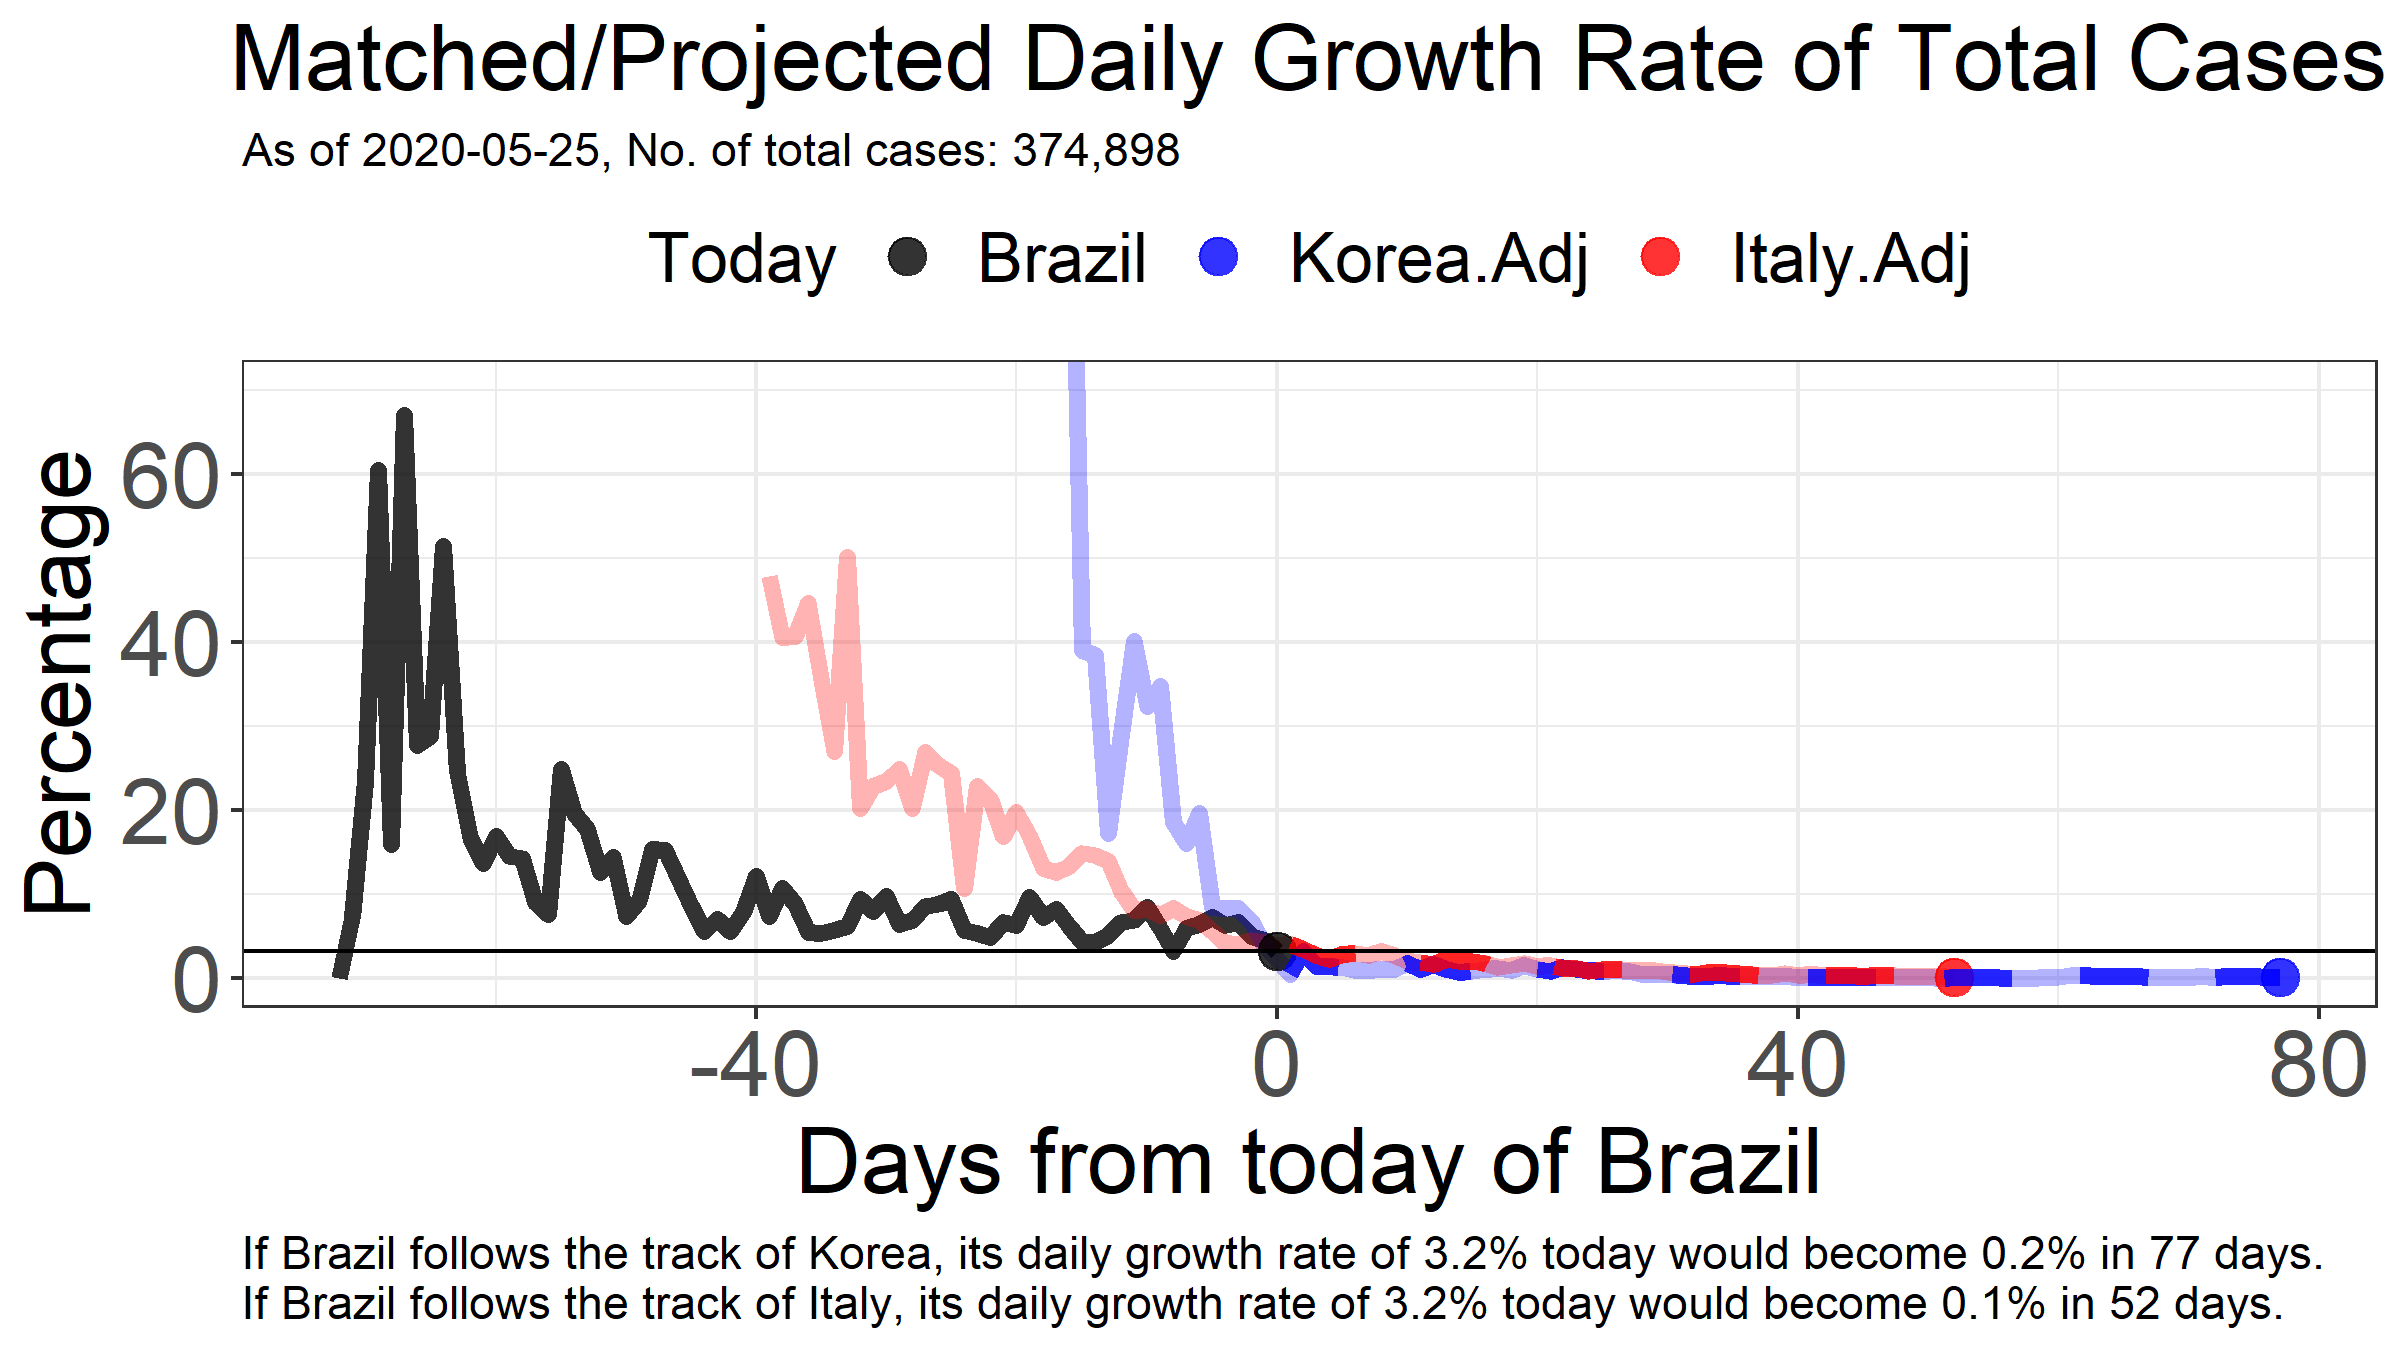 Matched/Projected Daily Growth Rate of Total Cases
As of 2020-05-25, No. of total cases: 374,898
Today Brazil Korea.Adj Italy.Adj
Percentage
60
40
20
0
-40 0 40 80
Days from today of Brazil
If Brazil follows the track of Korea, its daily growth rate of 3.2% today would become 0.2% in 77 days.
If Brazil follows the track of Italy, its daily growth rate of 3.2% today would become 0.1% in 52 days.